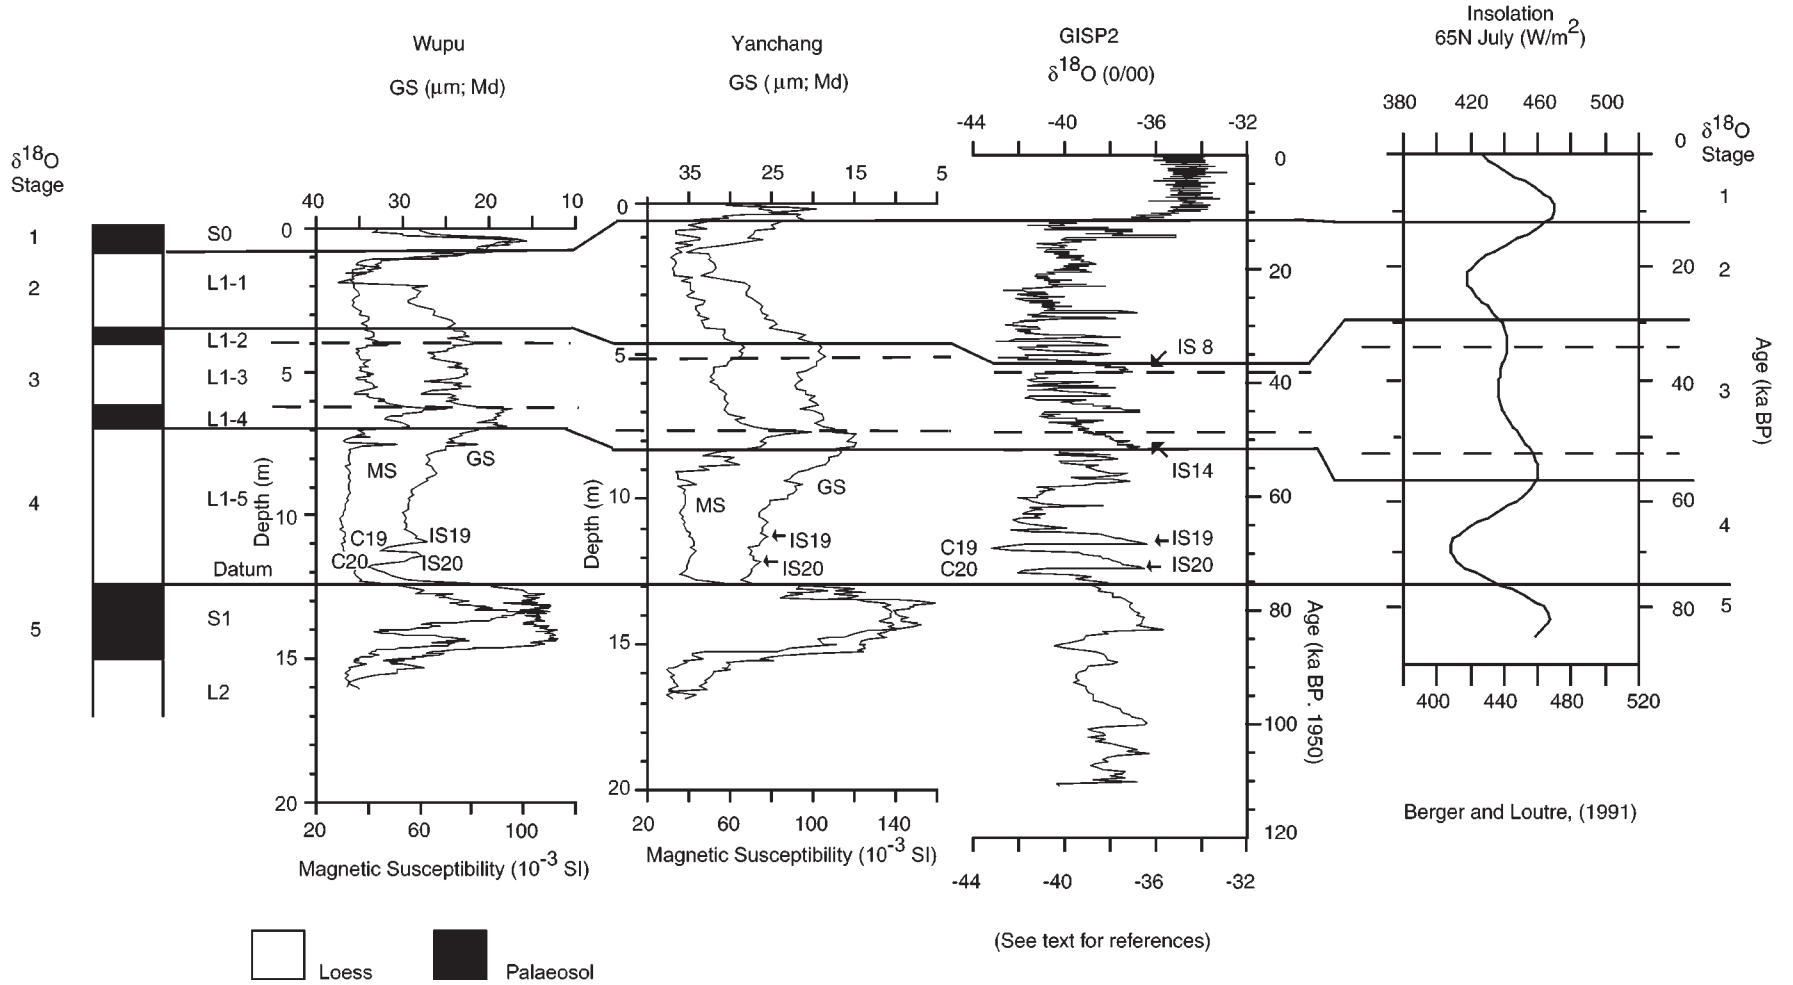 Wupu
GS (μm; Md)
Yanchang
GS (μm; Md)
GISP2
δ18O (0/00)
Insolation
65N July (W/m2)
380 420 460 500
-44 -40 -36 -32
δ18O
Stage
δ18O
Stage
35 25 15 5
40 30 20 10
0
0
0
0
1
S0
1
2
L1-1
20
20
2
L1-2
5
IS 8
3
L1-3
5
40
40
3
Age (ka BP)
L1-4
MS
GS
IS14
4
L1-5
Depth (m)
10
Depth (m)
10
MS
GS
60
60
4
C19
IS19
IS19
C19
IS19
C20
IS20
IS20
C20
IS20
Datum
5
S1
15
15
80
80
5
L2
Age (ka BP. 1950)
100
400 440 480 520
20
20
120
20 60 100
20 60 100 140
Magnetic Susceptibility (10-3 SI)
Magnetic Susceptibility (10-3 SI)
-44 -40 -36 -32
Berger and Loutre, (1991)
(See text for references)
Loess
Palaeosol